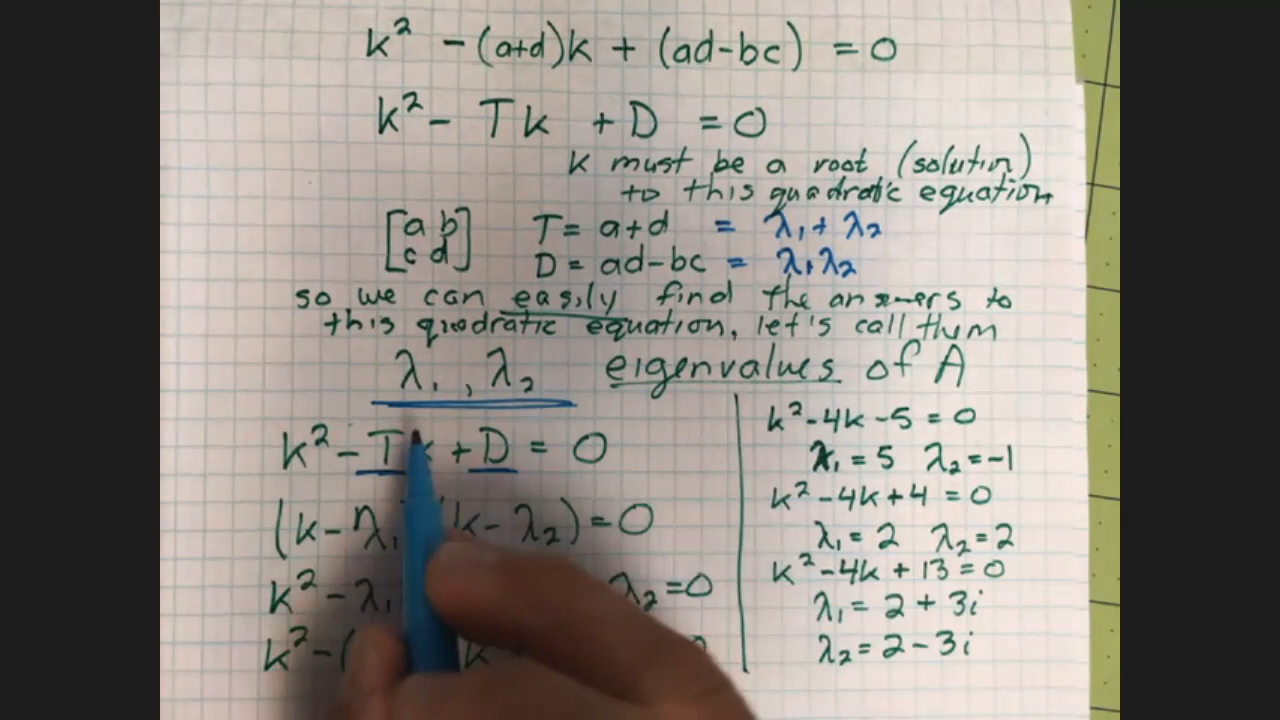 k² - (a+d)k + (ad-bc) = 0
k² - Tk + D = 0
k must be a root (solution)
to this quadratic equation
[a b
c d]
T = a+d = λ₁ + λ₂
D = ad-bc = λ₁λ₂
so we can easily find the answers to
this quadratic equation, let's call them
λ₁, λ₂ eigenvalues of A
k² - Tk + D = 0
(k - λ₁ (k - λ₂) = 0
k² - λ₁ λ₂ = 0
k² - ( k
k² - 4k - 5 = 0
λ₁ = 5 λ₂ = -1
k² - 4k + 4 = 0
λ₁ = 2 λ₂ = 2
k² - 4k + 13 = 0
λ₁ = 2 + 3i
λ₂ = 2 - 3i